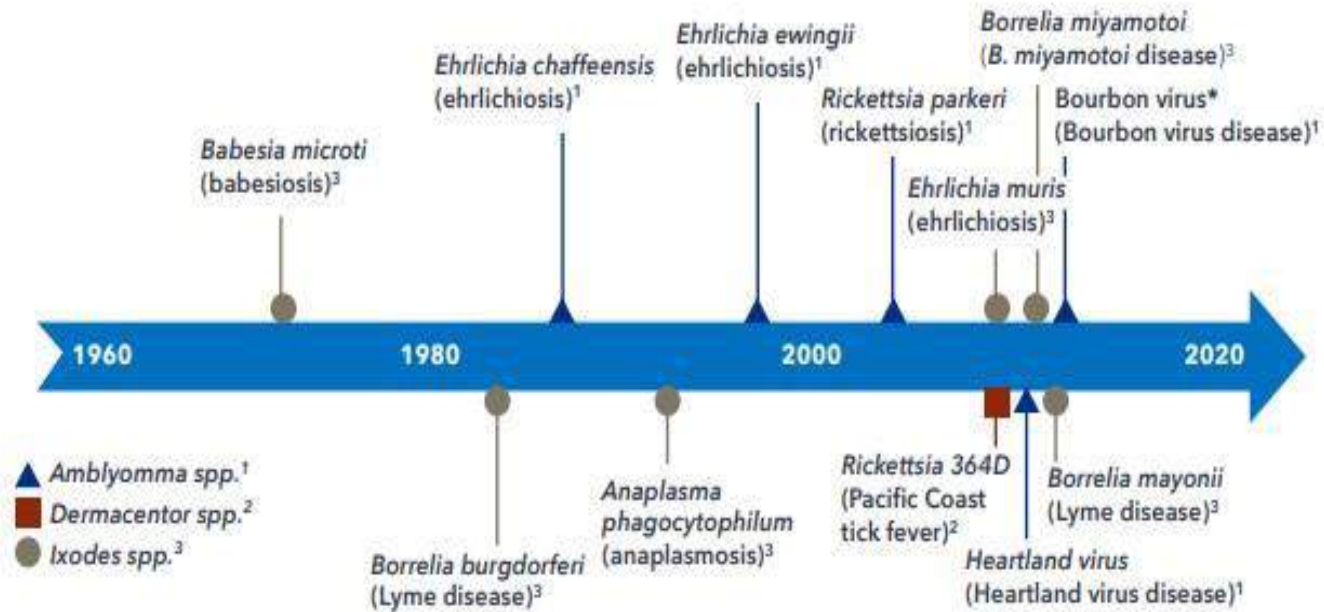 Babesia microti
(babesiosis)³
Ehrlichia chaffeensis
(ehrlichiosis)¹
Ehrlichia ewingii
(ehrlichiosis)¹
Rickettsia parkeri
(rickettsiosis)¹
Ehrlichia muris
(ehrlichiosis)³
Borrelia miyamotoi
(B. miyamotoi disease)³
Bourbon virus*
(Bourbon virus disease)¹
1960
1980
2000
2020
Amblyomma spp.¹
Dermacentor spp.²
Ixodes spp.³
Borrelia burgdorferi
(Lyme disease)³
Anaplasma
phagocytophilum
(anaplasmosis)³
Rickettsia 364D
(Pacific Coast
tick fever)²
Heartland virus
(Heartland virus disease)¹
Borrelia mayonii
(Lyme disease)³